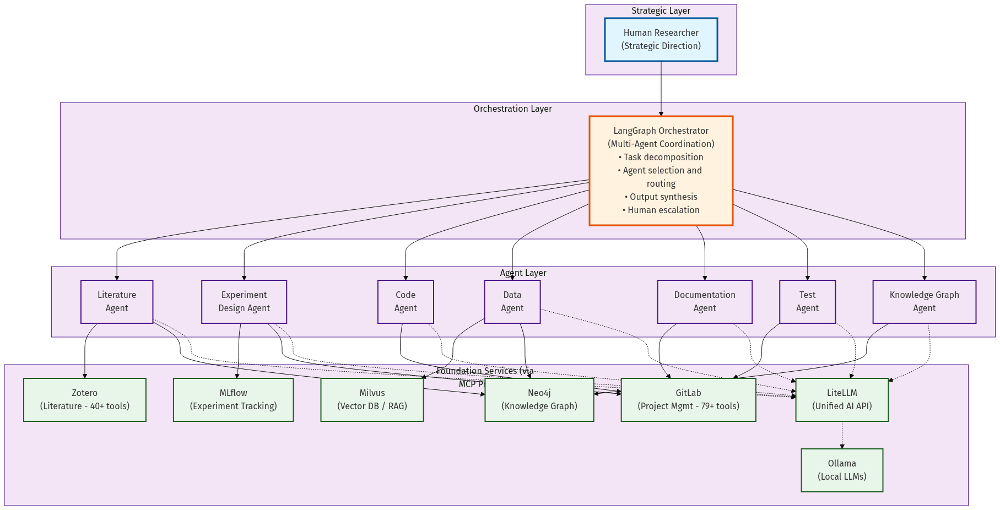 Strategic Layer
Human Researcher
(Strategic Direction)
Orchestration Layer
LangGraph Orchestrator
(Multi-Agent Coordination)
• Task decomposition
• Agent selection and
routing
• Output synthesis
• Human escalation
Agent Layer
Literature
Agent
Experiment
Design Agent
Code
Agent
Data
Agent
Documentation
Agent
Test
Agent
Knowledge Graph
Agent
Foundation Services (via
MCP
Zotero
(Literature - 40+ tools)
MLflow
(Experiment Tracking)
Milvus
(Vector DB / RAG)
Neo4j
(Knowledge Graph)
GitLab
(Project Mgmt - 79+ tools)
LiteLLM
(Unified AI API)
Ollama
(Local LLMs)